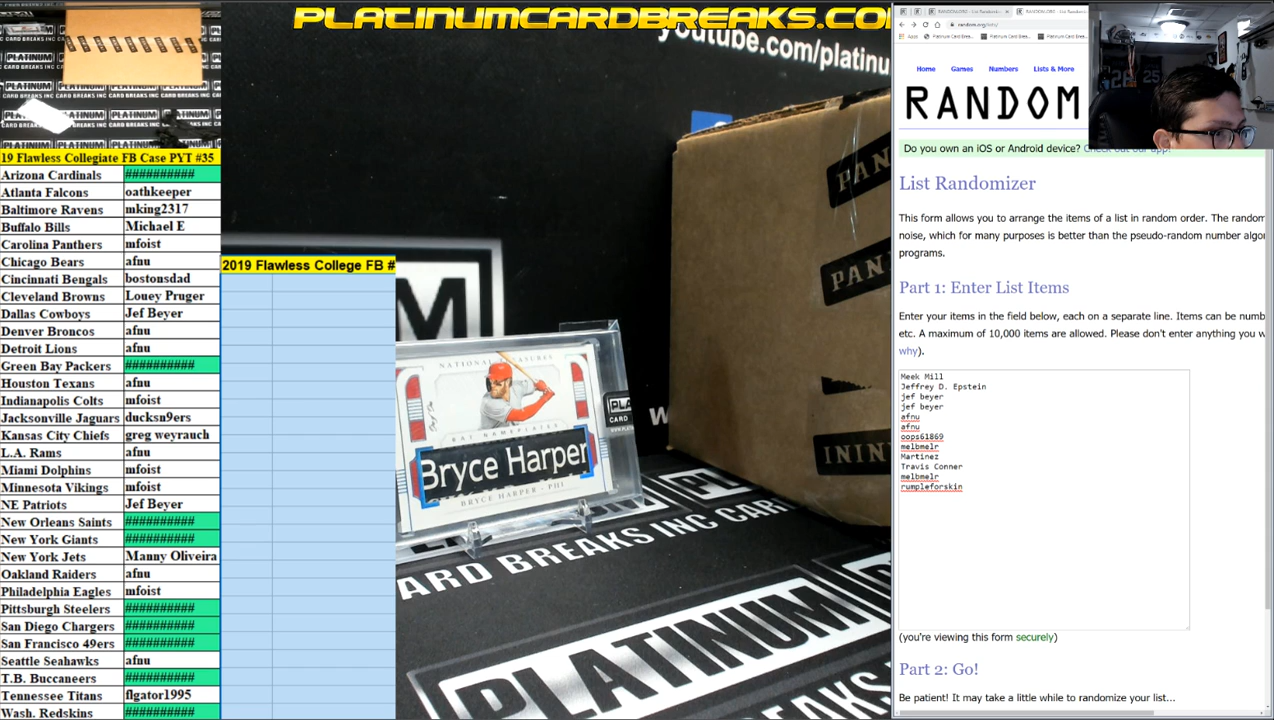 PLATINUMCARDBREAKS.CO
youtube.com/platinu
19 Flawless Collegiate FB Case PYT #35
Arizona Cardinals ##########
Atlanta Falcons oathkeeper
Baltimore Ravens mking2317
Buffalo Bills Michael E
Carolina Panthers mfoist
Chicago Bears afnu
Cincinnati Bengals bostonsdad
Cleveland Browns Louey Pruger
Dallas Cowboys Jef Beyer
Denver Broncos afnu
Detroit Lions afnu
Green Bay Packers ##########
Houston Texans afnu
Indianapolis Colts mfoist
Jacksonville Jaguars ducksn9ers
Kansas City Chiefs greg weyrauch
L.A. Rams afnu
Miami Dolphins mfoist
Minnesota Vikings mfoist
NE Patriots Jef Beyer
New Orleans Saints ##########
New York Giants ##########
New York Jets Manny Oliveira
Oakland Raiders afnu
Philadelphia Eagles mfoist
Pittsburgh Steelers ##########
San Diego Chargers ##########
San Francisco 49ers ##########
Seattle Seahawks afnu
T.B. Buccaneers ##########
Tennessee Titans flgator1995
Wash. Redskins ##########
2019 Flawless College FB #
NATIONAL TREASURES
BAT NAMEPLATES
Bryce Harper
BRYCE HARPER - PHI
PAN
PANI
ININI
CARD BREAKS INC CARD
PLATINUM
random.org/lists/
Home Games Numbers Lists & More
RANDOM
Do you own an iOS or Android device? Check out our app!
List Randomizer
This form allows you to arrange the items of a list in random order. The random
noise, which for many purposes is better than the pseudo-random number algo
programs.
Part 1: Enter List Items
Enter your items in the field below, each on a separate line. Items can be numb
etc. A maximum of 10,000 items are allowed. Please don't enter anything you w
why).
Meek Mill
Jeffrey D. Epstein
jef beyer
jef beyer
afnu
afnu
oops61869
melbmelr
Martinez
Travis Conner
melbmelr
rumpleforskin
(you're viewing this form securely)
Part 2: Go!
Be patient! It may take a little while to randomize your list...